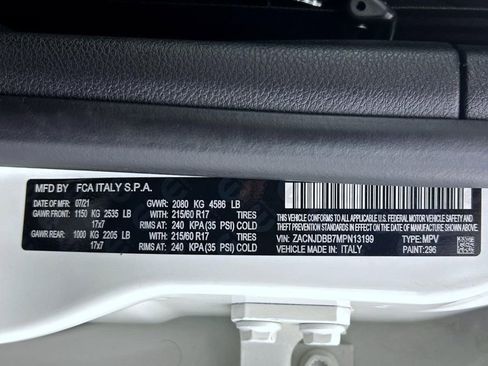 MFD BY FCA ITALY S.P.A.
DATE OF MFR: 07/21 GVWR: 2080 KG 4586 LB
GAWR FRONT: 1150 KG 2535 LB WITH: 215/60 R17 TIRES
17x7 RIMS AT: 240 KPA (35 PSI) COLD
GAWR REAR: 1000 KG 2205 LB WITH: 215/60 R17 TIRES
17x7 RIMS AT: 240 KPA (35 PSI) COLD
THIS VEHICLE CONFORMS TO ALL APPLICABLE U.S. FEDERAL
MOTOR VEHICLE SAFETY STANDARDS IN EFFECT ON THE
DATE OF MANUFACTURE SHOWN ABOVE.
VIN: ZACNJDBB7MPN13199 TYPE: MPV
VEHICLE MADE IN: ITALY PAINT: 296